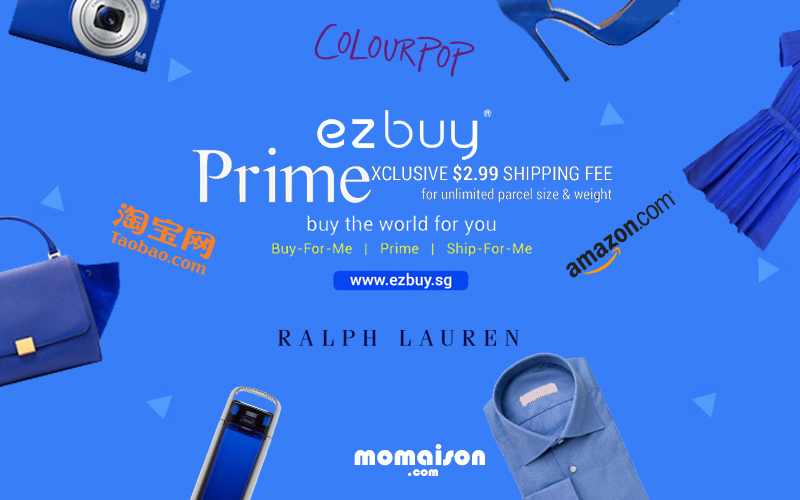 COLOURPOP
ezbuy®
Prime XCLUSIVE $2.99 SHIPPING FEE
for unlimited parcel size & weight
淘宝网
Taobao.com
buy the world for you
amazon.com
Buy-For-Me | Prime | Ship-For-Me
www.ezbuy.sg
RALPH LAUREN
momaison
.com